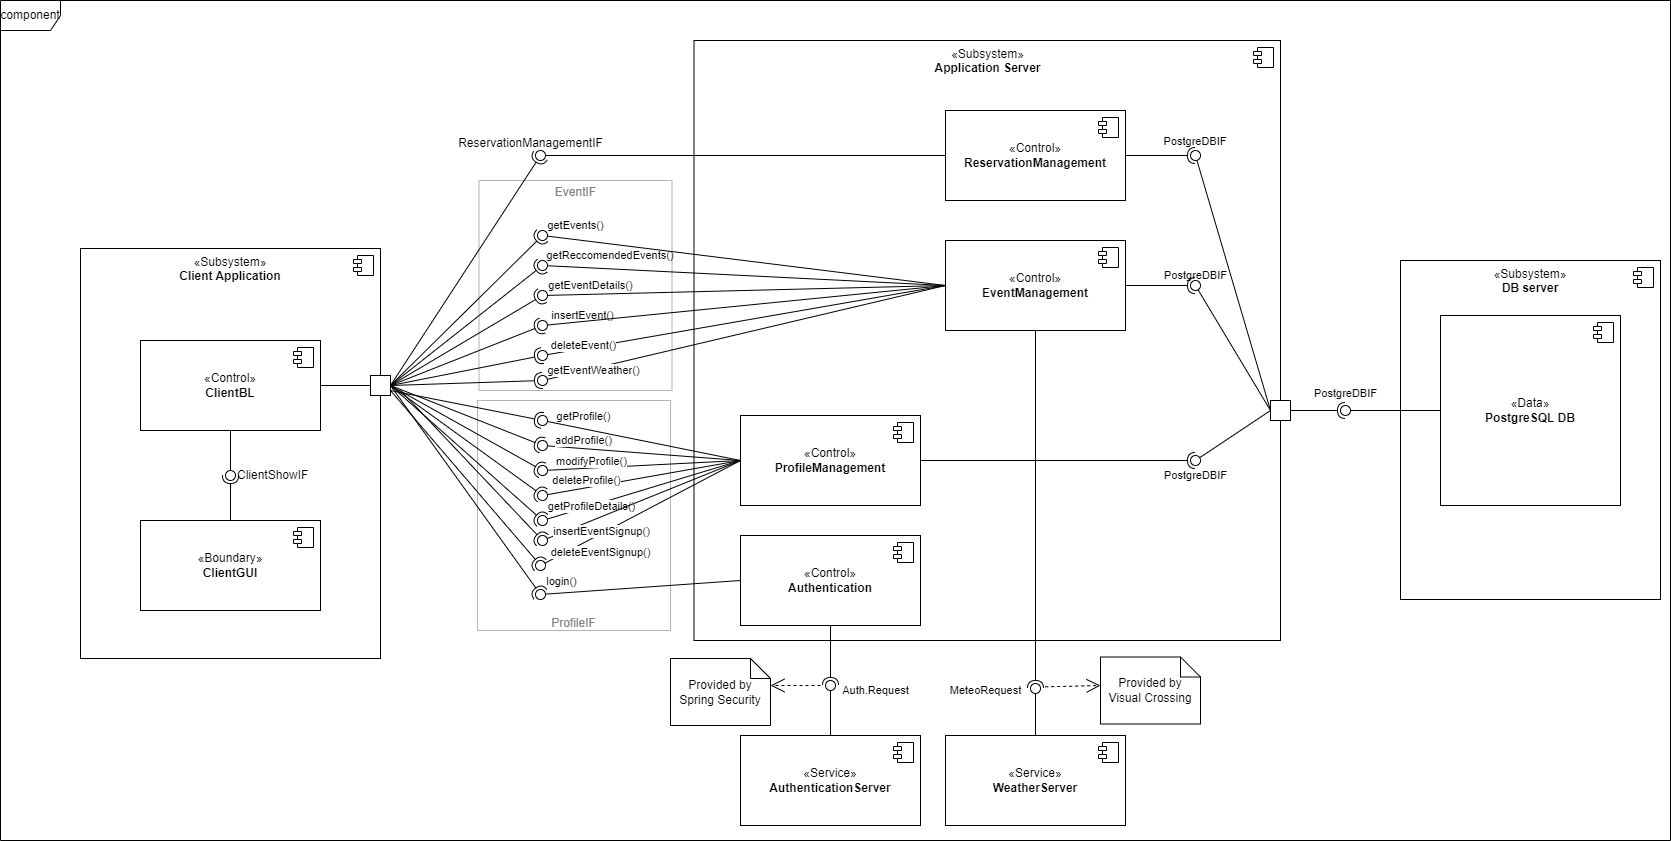 component
«Subsystem»
Application Server
ReservationManagementIF
«Control»
ReservationManagement
PostgreDBIF
EventIF
getEvents()
getReccomendedEvents()
getEventDetails()
insertEvent()
deleteEvent()
getEventWeather()
«Control»
EventManagement
PostgreDBIF
«Subsystem»
Client Application
«Control»
ClientBL
ClientShowIF
«Boundary»
ClientGUI
«Subsystem»
DB server
PostgreDBIF
«Data»
PostgreSQL DB
getProfile()
addProfile()
modifyProfile()
deleteProfile()
getProfileDetails()
insertEventSignup()
deleteEventSignup()
login()
ProfileIF
«Control»
ProfileManagement
PostgreDBIF
«Control»
Authentication
Provided by
Spring Security
Auth.Request
MeteoRequest
Provided by
Visual Crossing
«Service»
AuthenticationServer
«Service»
WeatherServer